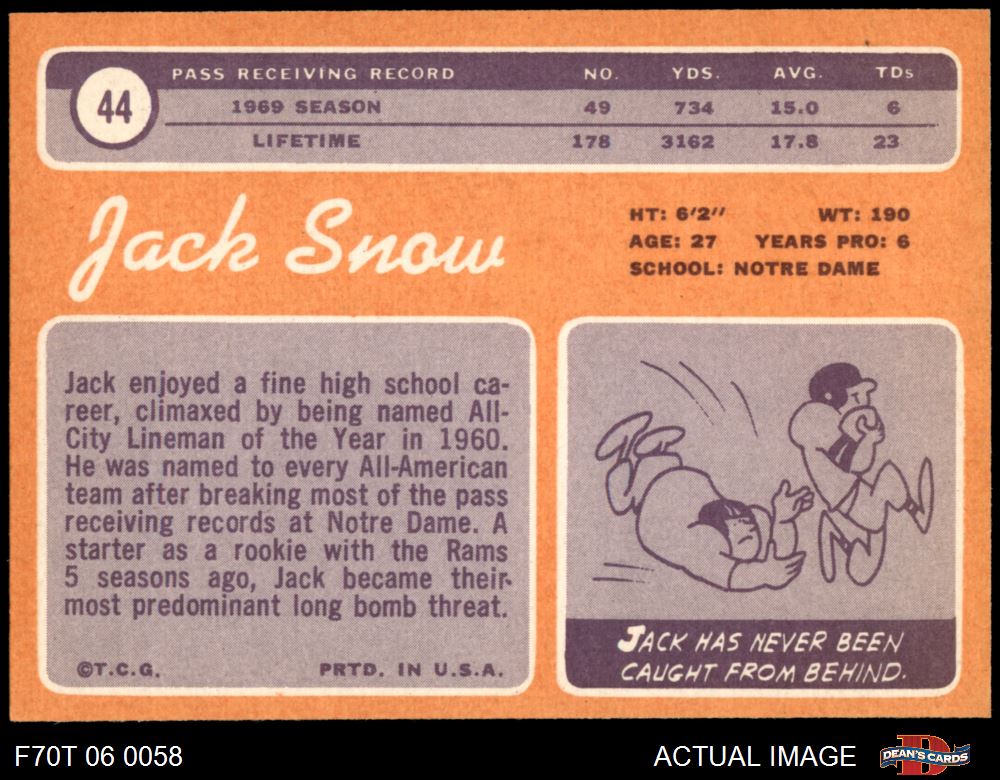 44
PASS RECEIVING RECORD NO. YDS. AVG. TDs
1969 SEASON 49 734 15.0 6
LIFETIME 178 3162 17.8 23
Jack Snow
HT: 6'2" WT: 190
AGE: 27 YEARS PRO: 6
SCHOOL: NOTRE DAME
Jack enjoyed a fine high school ca-
reer, climaxed by being named All-
City Lineman of the Year in 1960.
He was named to every All-American
team after breaking most of the pass
receiving records at Notre Dame. A
starter as a rookie with the Rams
5 seasons ago, Jack became their
most predominant long bomb threat.
©T.C.G. PRTD. IN U.S.A.
JACK HAS NEVER BEEN
CAUGHT FROM BEHIND.
F70T 06 0058 ACTUAL IMAGE D DEAN'S CARDS